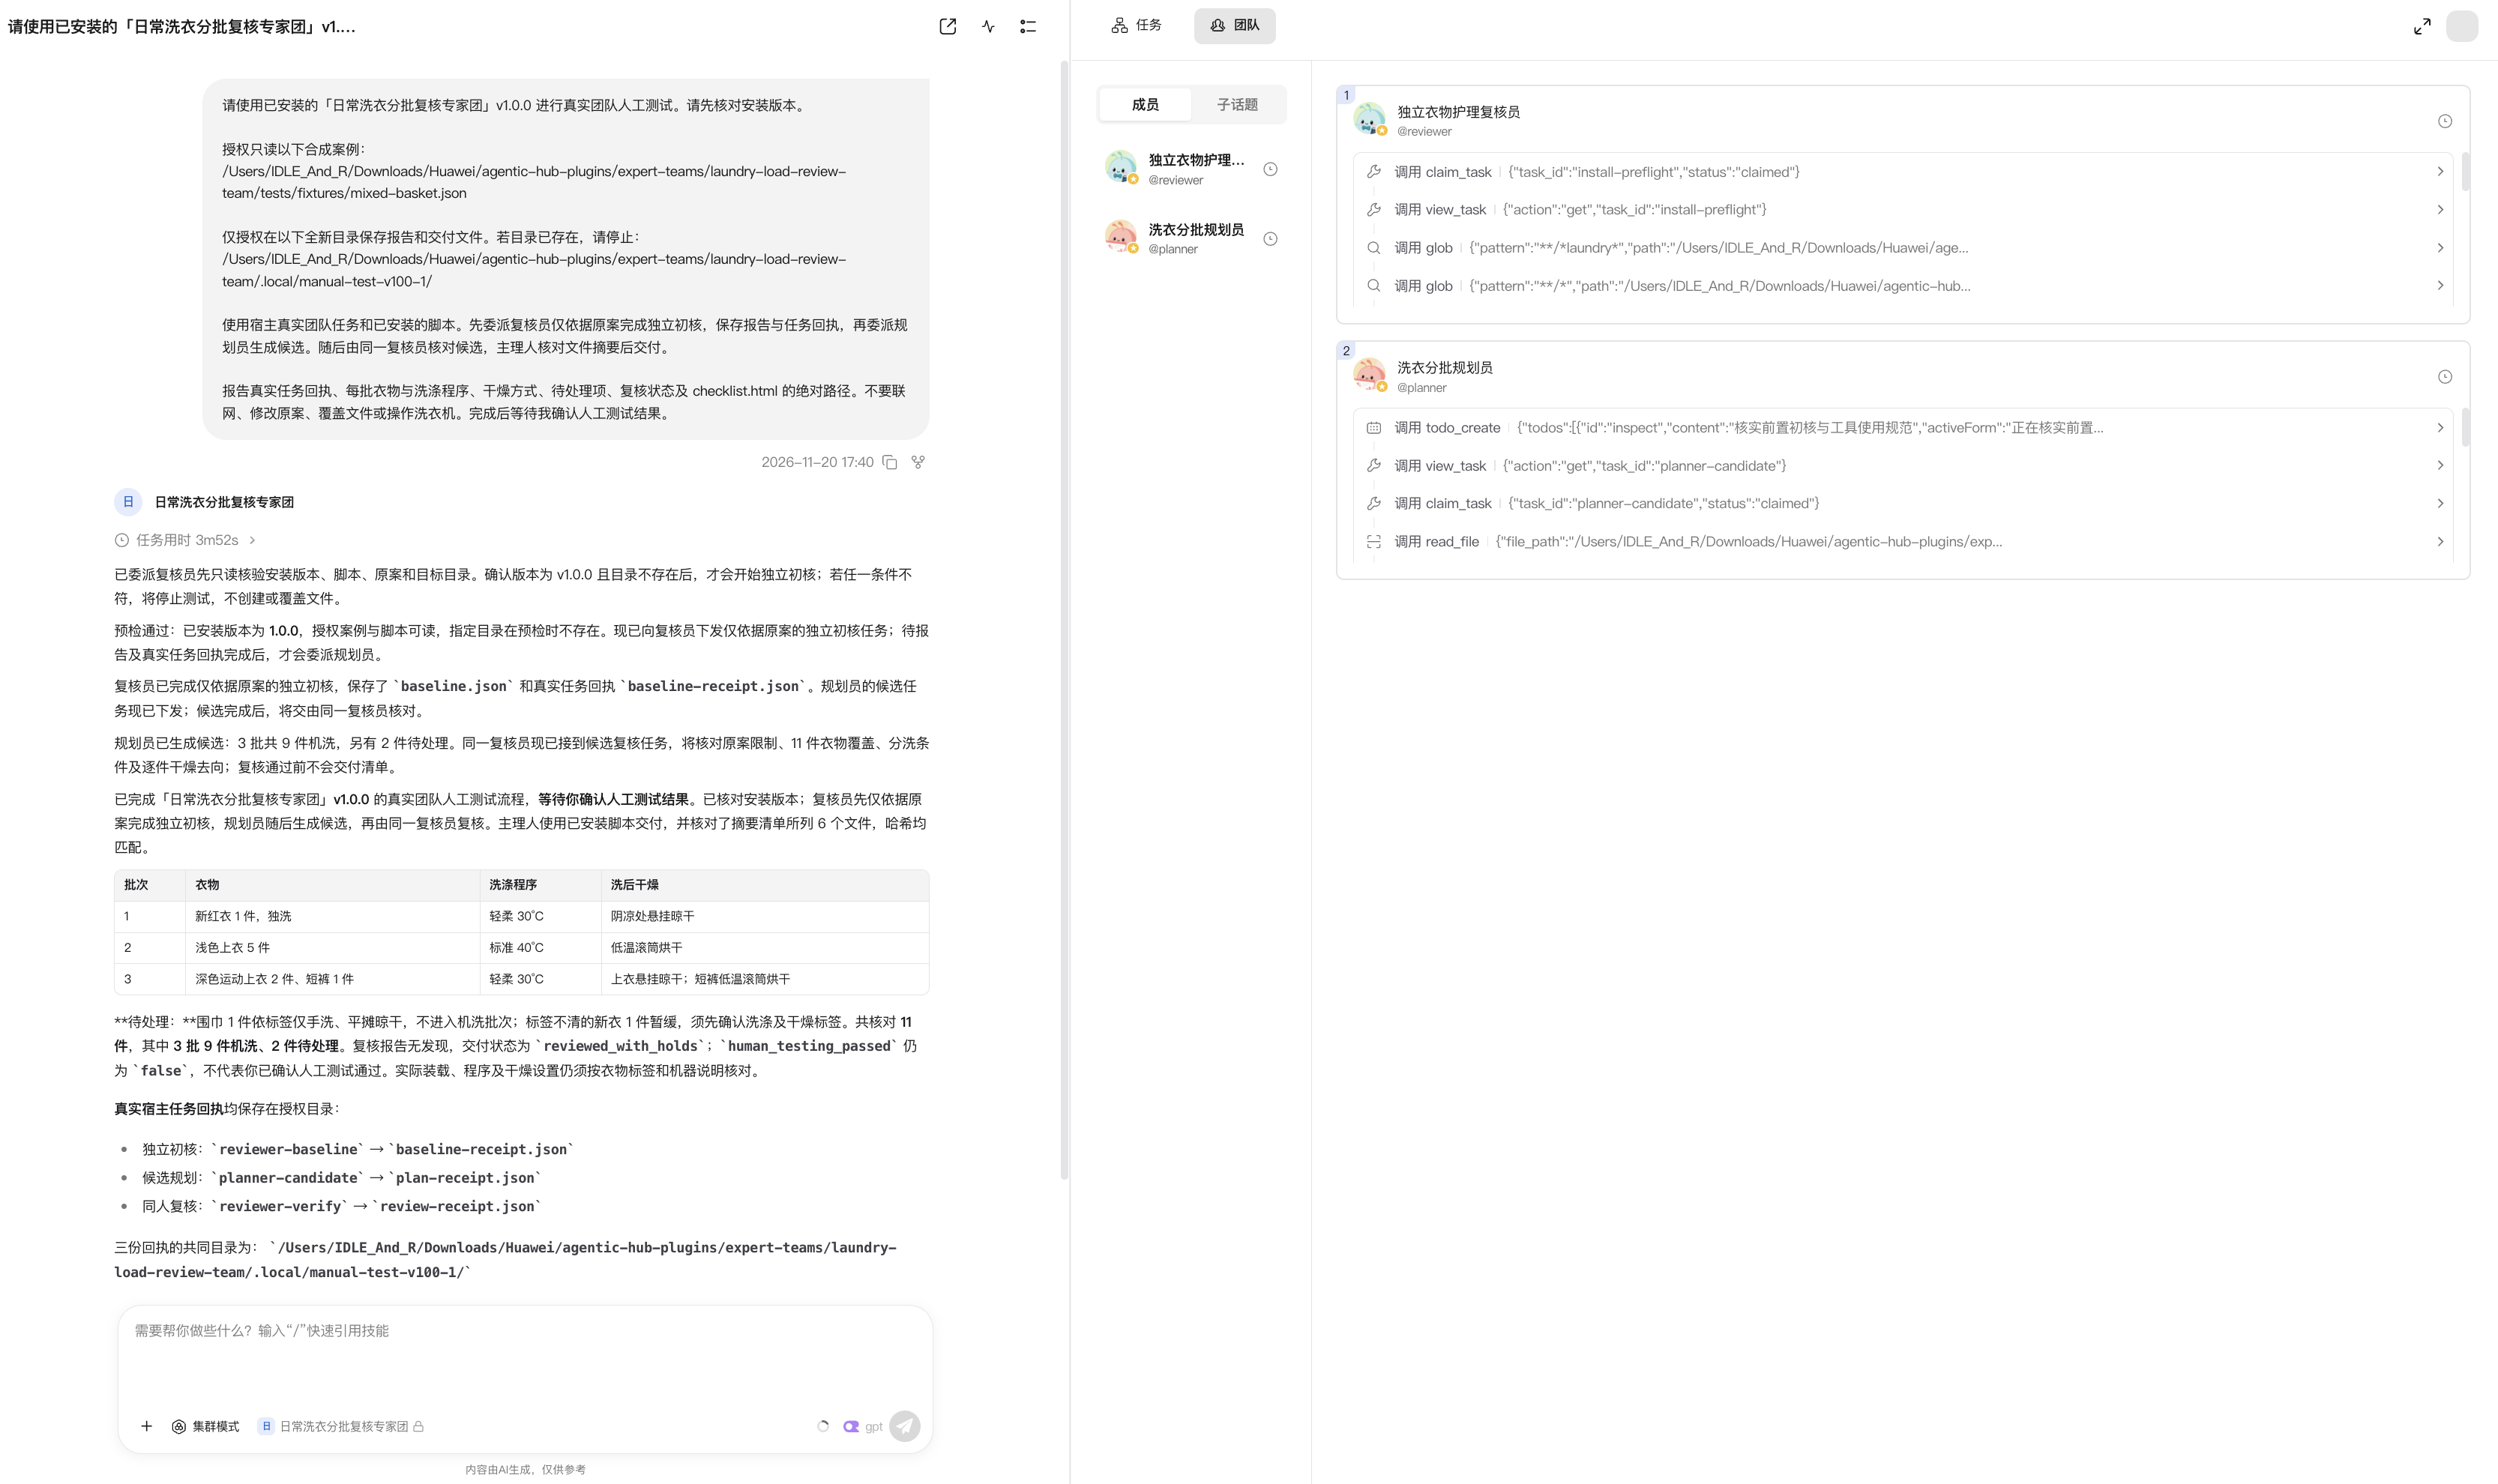 请使用已安装的「日常洗衣分批复核专家团」v1....
请使用已安装的「日常洗衣分批复核专家团」v1.0.0 进行真实团队人工测试。请先核对安装版本。
授权只读以下合成案例：
/Users/IDLE_And_R/Downloads/Huawei/agentic-hub-plugins/expert-teams/laundry-load-review-
team/tests/fixtures/mixed-basket.json
仅授权在以下全新目录保存报告和交付文件。若目录已存在，请停止：
/Users/IDLE_And_R/Downloads/Huawei/agentic-hub-plugins/expert-teams/laundry-load-review-
team/.local/manual-test-v100-1/
使用宿主真实团队任务和已安装的脚本。先委派复核员仅依据原案完成独立初核，保存报告与任务回执，再委派规
划员生成候选。随后由同一复核员核对候选，主理人核对文件摘要后交付。
报告真实任务回执、每批衣物与洗涤程序、干燥方式、待处理项、复核状态及 checklist.html 的绝对路径。不要联
网、修改原案、覆盖文件或操作洗衣机。完成后等待我确认人工测试结果。
2026-11-20 17:40
日 日常洗衣分批复核专家团
任务用时 3m52s
已委派复核员先只读核验安装版本、脚本、原案和目标目录。确认版本为 v1.0.0 且目录不存在后，才会开始独立初核；若任一条件不
符，将停止测试，不创建或覆盖文件。
预检通过：已安装版本为 1.0.0，授权案例与脚本可读，指定目录在预检时不存在。现已向复核员下发仅依据原案的独立初核任务；待报
告及真实任务回执完成后，才会委派规划员。
复核员已完成仅依据原案的独立初核，保存了 `baseline.json` 和真实任务回执 `baseline-receipt.json`。规划员的候选任
务现已下发；候选完成后，将交由同一复核员核对。
规划员已生成候选：3 批共 9 件机洗，另有 2 件待处理。同一复核员现已接到候选复核任务，将核对原案限制、11 件衣物覆盖、分洗条
件及逐件干燥去向；复核通过前不会交付清单。
已完成「日常洗衣分批复核专家团」v1.0.0 的真实团队人工测试流程，等待你确认人工测试结果。已核对安装版本；复核员先仅依据原
案完成独立初核，规划员随后生成候选，再由同一复核员复核。主理人使用已安装脚本交付，并核对了摘要清单所列 6 个文件，哈希均
匹配。
批次 衣物 洗涤程序 洗后干燥
1 新红衣 1 件，独洗 轻柔 30°C 阴凉处悬挂晾干
2 浅色上衣 5 件 标准 40°C 低温滚筒烘干
3 深色运动上衣 2 件、短裤 1 件 轻柔 30°C 上衣悬挂晾干；短裤低温滚筒烘干
**待处理：**围巾 1 件依标签仅手洗、平摊晾干，不进入机洗批次；标签不清的新衣 1 件暂缓，须先确认洗涤及干燥标签。共核对 11
件，其中 3 批 9 件机洗、2 件待处理。复核报告无发现，交付状态为 `reviewed_with_holds`；`human_testing_passed` 仍
为 `false`，不代表你已确认人工测试通过。实际装载、程序及干燥设置仍须按衣物标签和机器说明核对。
真实宿主任务回执均保存在授权目录：
• 独立初核：`reviewer-baseline` → `baseline-receipt.json`
• 候选规划：`planner-candidate` → `plan-receipt.json`
• 同人复核：`reviewer-verify` → `review-receipt.json`
三份回执的共同目录为： `/Users/IDLE_And_R/Downloads/Huawei/agentic-hub-plugins/expert-teams/laundry-
load-review-team/.local/manual-test-v100-1/`
需要帮你做些什么？输入“/”快速引用技能
集群模式 日 日常洗衣分批复核专家团 gpt
内容由AI生成，仅供参考
任务 团队
成员 子话题
独立衣物护理...
@reviewer
洗衣分批规划员
@planner
1
独立衣物护理复核员
@reviewer
调用 claim_task {"task_id":"install-preflight","status":"claimed"}
调用 view_task {"action":"get","task_id":"install-preflight"}
调用 glob {"pattern":"**/*laundry*","path":"/Users/IDLE_And_R/Downloads/Huawei/age...
调用 glob {"pattern":"**/*","path":"/Users/IDLE_And_R/Downloads/Huawei/agentic-hub...
2
洗衣分批规划员
@planner
调用 todo_create {"todos":[{"id":"inspect","content":"核实前置初核与工具使用规范","activeForm":"正在核实前置...
调用 view_task {"action":"get","task_id":"planner-candidate"}
调用 claim_task {"task_id":"planner-candidate","status":"claimed"}
调用 read_file {"file_path":"/Users/IDLE_And_R/Downloads/Huawei/agentic-hub-plugins/exp...